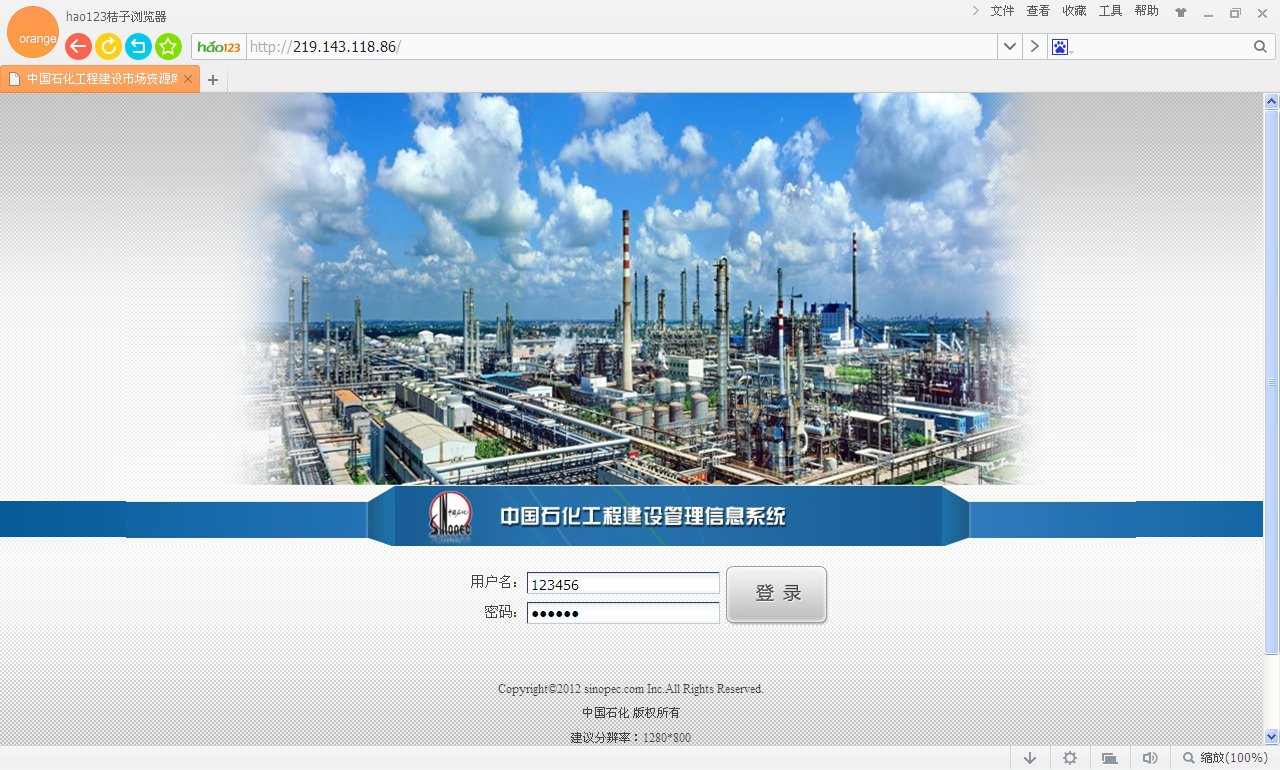 hao123桔子浏览器
文件 查看 收藏 工具 帮助
orange
hao123 http://219.143.118.86/
中国石化工程建设市场资源库
中国石化
Sinopec
中国石化工程建设管理信息系统
用户名: 123456
登 录
密码: ●●●●●●
Copyright©2012 sinopec.com Inc.All Rights Reserved.
中国石化 版权所有
建议分辨率：1280*800
缩放(100%)